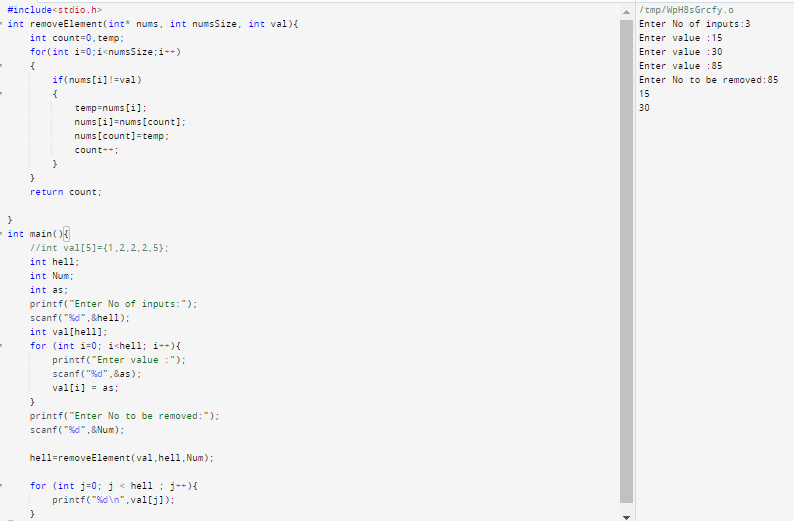 #include<stdio.h>
int removeElement(int* nums, int numsSize, int val){
    int count=0,temp;
    for(int i=0;i<numsSize;i++)
    {
        if(nums[i]!=val)
        {
            temp=nums[i];
            nums[i]=nums[count];
            nums[count]=temp;
            count++;
        }
    }
    return count;

}
int main(){
    //int val[5]={1,2,2,2,5};
    int hell;
    int Num;
    int as;
    printf("Enter No of inputs:");
    scanf("%d",&hell);
    int val[hell];
    for (int i=0; i<hell; i++){
        printf("Enter value :");
        scanf("%d",&as);
        val[i] = as;
    }
    printf("Enter No to be removed:");
    scanf("%d",&Num);

    hell=removeElement(val,hell,Num);

    for (int j=0; j < hell ; j++){
        printf("%d\n",val[j]);
    }
/tmp/WpH8sGrcfy.o
Enter No of inputs:3
Enter value :15
Enter value :30
Enter value :85
Enter No to be removed:85
15
30